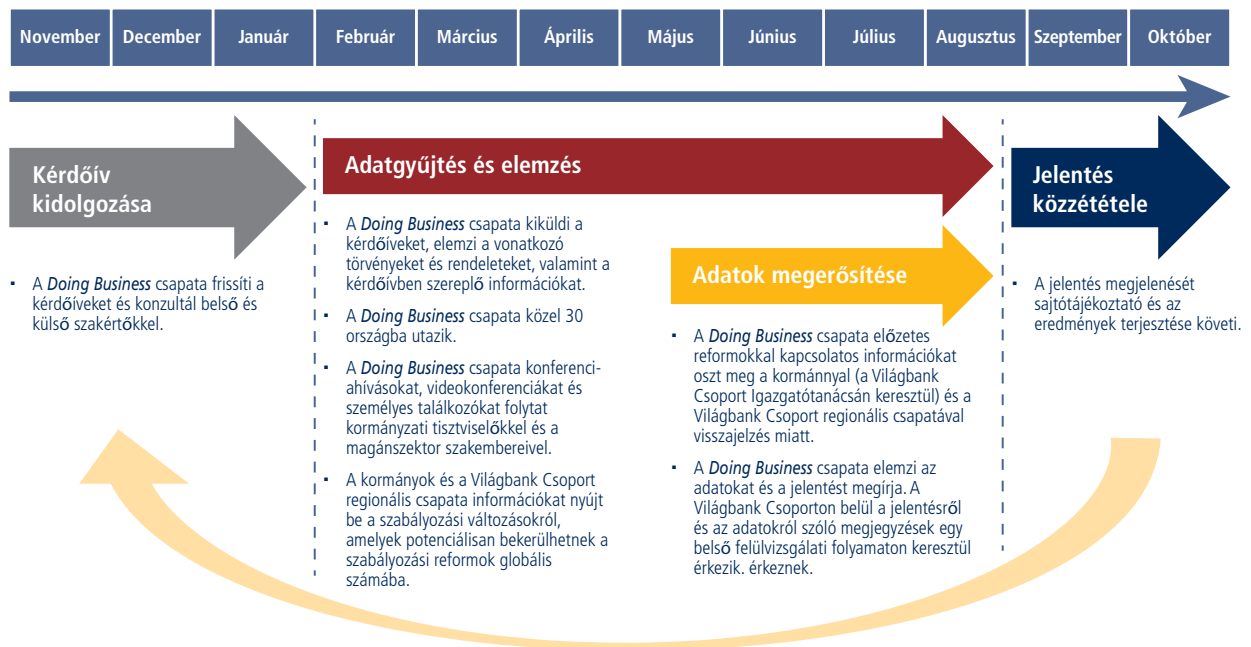 November December Január Február Március Április Május Június Július Augusztus Szeptember Október
Kérdőív
kidolgozása
▪ A Doing Business csapata frissíti a
kérdőíveket és konzultál belső és
külső szakértőkkel.
Adatgyűjtés és elemzés
▪ A Doing Business csapata kiküldi a
kérdőíveket, elemzi a vonatkozó
törvényeket és rendeleteket, valamint a
kérdőívben szereplő információkat.
▪ A Doing Business csapata közel 30
országba utazik.
▪ A Doing Business csapata konferenci-
ahívásokat, videokonferenciákat és
személyes találkozókat folytat
kormányzati tisztviselőkkel és a
magánszektor szakembereivel.
▪ A kormányok és a Világbank Csoport
regionális csapata információkat nyújt
be a szabályozási változásokról,
amelyek potenciálisan bekerülhetnek a
szabályozási reformok globális
számába.
Adatok megerősítése
▪ A Doing Business csapata előzetes
reformokkal kapcsolatos információkat
oszt meg a kormánnyal (a Világbank
Csoport Igazgatótanácsán keresztül) és a
Világbank Csoport regionális csapatával
visszajelzés miatt.
▪ A Doing Business csapata elemzi az
adatokat és a jelentést megírja. A
Világbank Csoporton belül a jelentésről
és az adatokról szóló megjegyzések egy
belső felülvizsgálati folyamaton keresztül
érkezik. érkeznek.
Jelentés
közzététele
▪ A jelentés megjelenését
sajtótájékoztató és az
eredmények terjesztése követi.